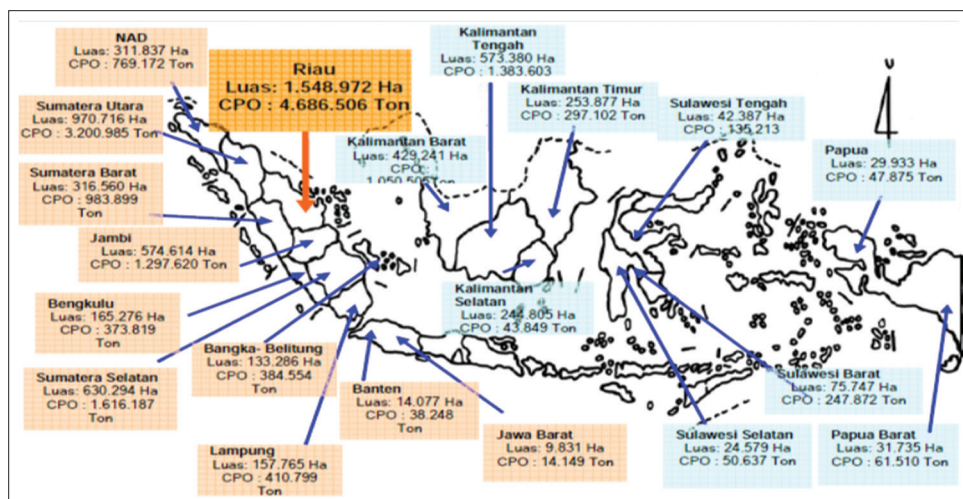 NAD
Luas: 311.837 Ha
CPO: 769.172 Ton
Riau
Luas: 1.548.972 Ha
CPO : 4.686.506 Ton
Kalimantan
Tengah
Luas: 573.380 Ha
CPO : 1.383.603
Kalimantan Timur
Luas: 253.877 Ha
CPO : 297.102 Ton
Sulawesi Tengah
Luas: 42.387 Ha
CPO : 135.213
U
Sumatera Utara
Luas: 970.716 Ha
CPO : 3.200.985 Ton
Kalimantan Barat
Luas: 429.241 Ha
CPO :
1.050.505Ton
Papua
Luas: 29.933 Ha
CPO : 47.875 Ton
Sumatera Barat
Luas: 316.560 Ha
CPO : 983.899
Ton
Jambi
Luas: 574.614 Ha
CPO : 1.297.620 Ton
Bengkulu
Luas: 165.276 Ha
CPO : 373.819
Ton
Kalimantan
Selatan
Luas: 244.805 Ha
CPO : 43.849 Ton
Bangka- Belitung
Luas: 133.286 Ha
CPO : 384.554
Ton
Sumatera Selatan
Luas: 630.294 Ha
CPO : 1.616.187
Ton
Banten
Luas: 14.077 Ha
CPO : 38.248
Ton
Sulawesi Barat
Luas: 75.747 Ha
CPO : 247.872 Ton
Lampung
Luas: 157.765 Ha
CPO : 410.799
Ton
Jawa Barat
Luas: 9.831 Ha
CPO : 14.149 Ton
Sulawesi Selatan
Luas: 24.579 Ha
CPO : 50.637 Ton
Papua Barat
Luas: 31.735 Ha
CPO : 61.510 Ton